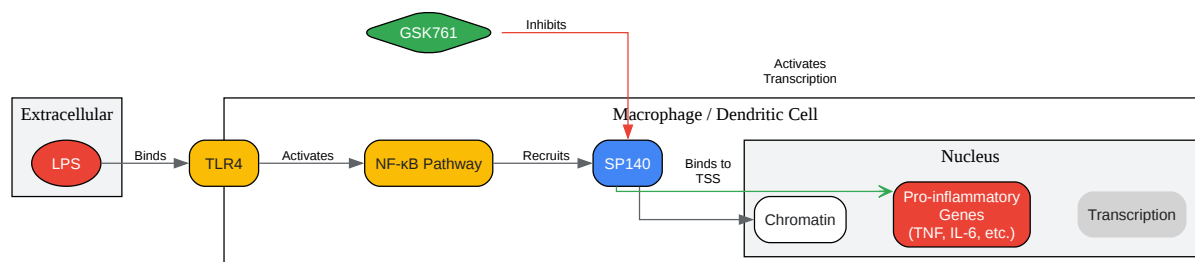 GSK761
Inhibits
Activates
Transcription
Extracellular
Macrophage / Dendritic Cell
LPS
Binds
TLR4
Activates
NF-κB Pathway
Recruits
SP140
Binds to
TSS
Nucleus
Chromatin
Pro-inflammatory
Genes
(TNF, IL-6, etc.)
Transcription